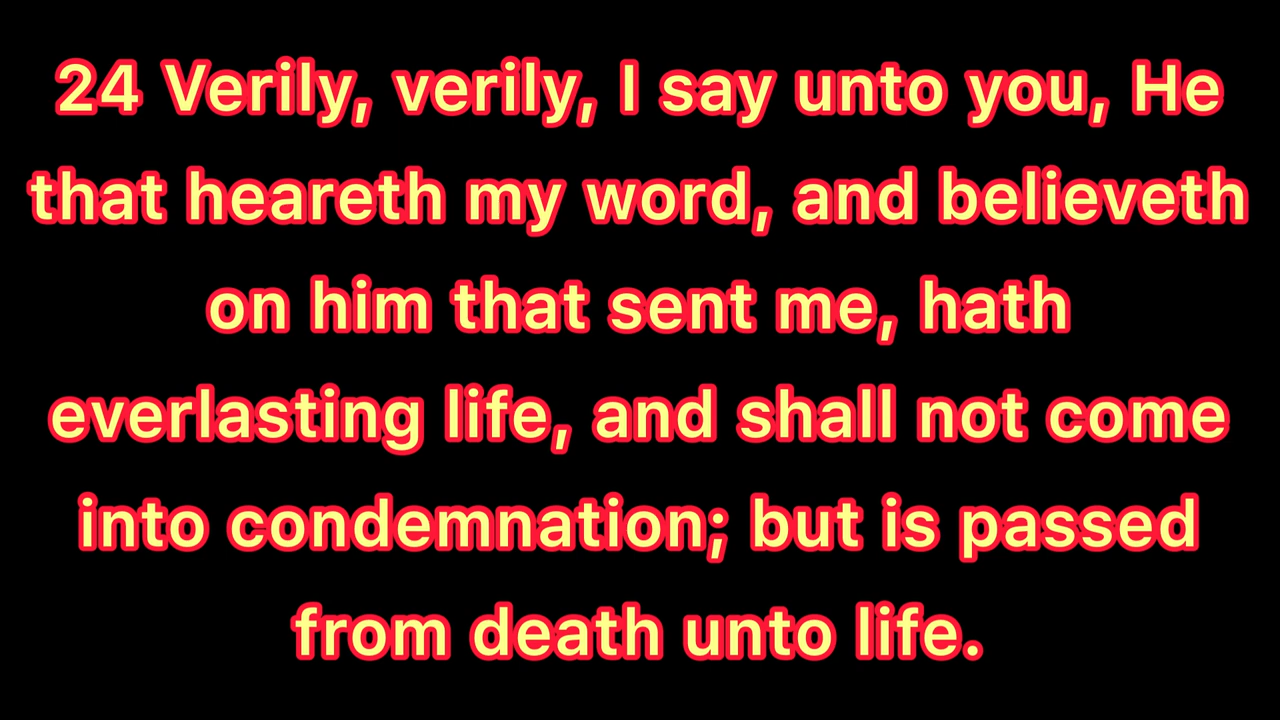 24 Verily, verily, I say unto you, He
that heareth my word, and believeth
on him that sent me, hath
everlasting life, and shall not come
into condemnation; but is passed
from death unto life.